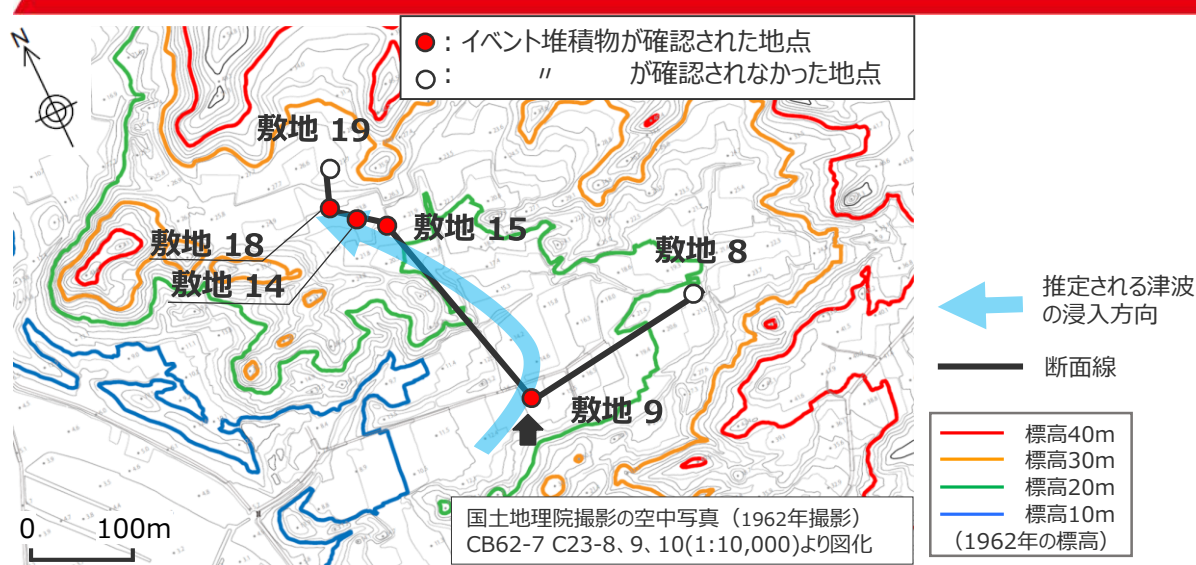 N
● : イベント堆積物が確認された地点
○ : 〃 が確認されなかった地点
敷地 19
敷地 18
敷地 15
敷地 14
敷地 8
敷地 9
推定される津波
の浸入方向
断面線
標高40m
標高30m
標高20m
標高10m
(1962年の標高)
0 100m
国土地理院撮影の空中写真（1962年撮影）
CB62-7 C23-8、9、10(1:10,000)より図化